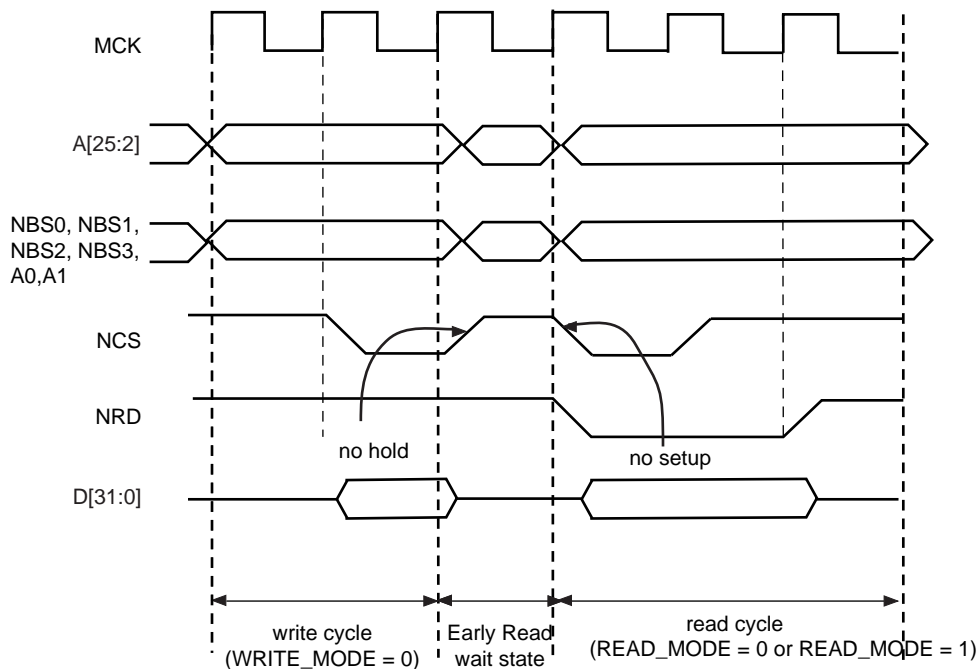 MCK
A[25:2]
NBS0, NBS1,
NBS2, NBS3,
A0,A1
NCS
NRD
no hold
no setup
D[31:0]
write cycle
(WRITE_MODE = 0)
Early Read
wait state
read cycle
(READ_MODE = 0 or READ_MODE = 1)